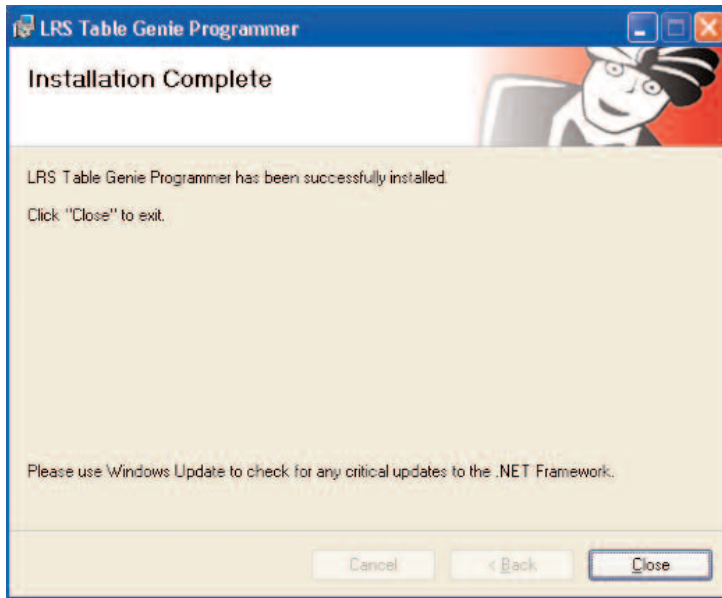 LRS Table Genie Programmer
Installation Complete
LRS Table Genie Programmer has been successfully installed.
Click "Close" to exit.
Please use Windows Update to check for any critical updates to the .NET Framework.
Cancel
< Back
Close